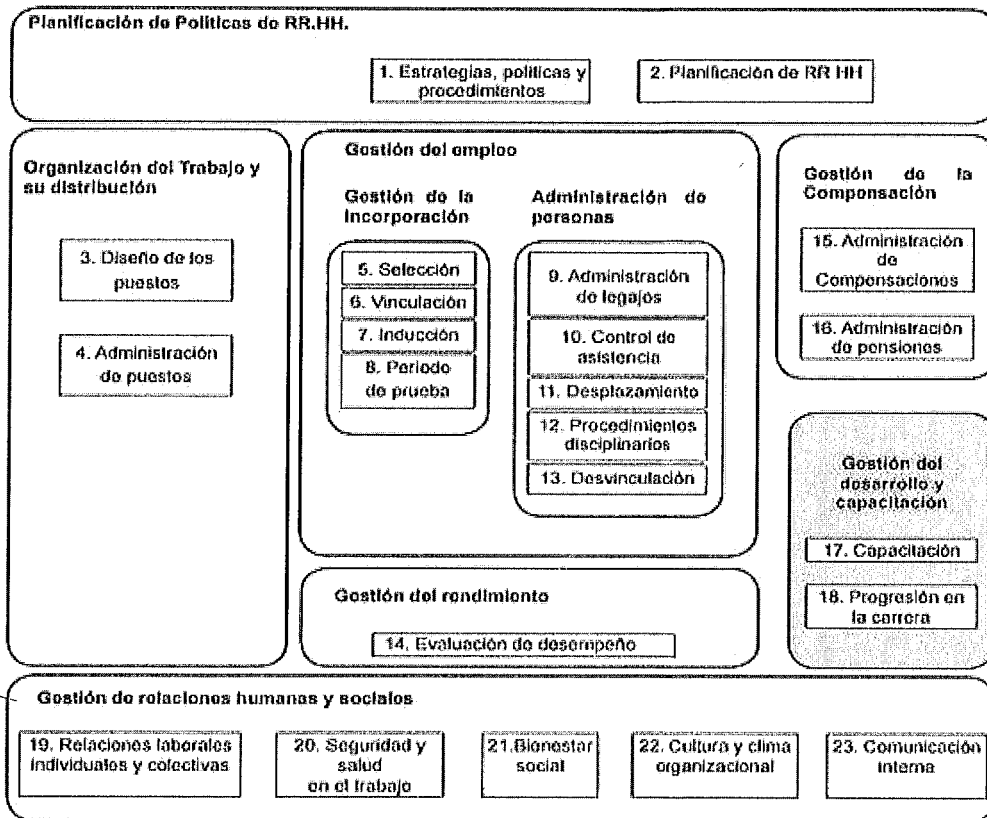 Planificación de Políticas de RR.HH.
1. Estrategias, políticas y
procedimientos
2. Planificación de RR HH
Organización del Trabajo y
su distribución
3. Diseño de los
puestos
4. Administración
de puestos
Gestión del empleo
Gestión de la
Incorporación
5. Selección
6. Vinculación
7. Inducción
8. Periodo
de prueba
Administración de
personas
9. Administración
de legajos
10. Control de
asistencia
11. Desplazamiento
12. Procedimientos
disciplinarios
13. Desvinculación
Gestión del rendimiento
14. Evaluación de desempeño
Gestión de la
Compensación
15. Administración
de
Compensaciones
16. Administración
de pensiones
Gestión del
desarrollo y
capacitación
17. Capacitación
18. Progresión en
la carrera
Gestión de relaciones humanas y sociales
19. Relaciones laborales
individuales y colectivas
20. Seguridad y
salud
en el trabajo
21.Bienestar
social
22. Cultura y clima
organizacional
23. Comunicación
interna